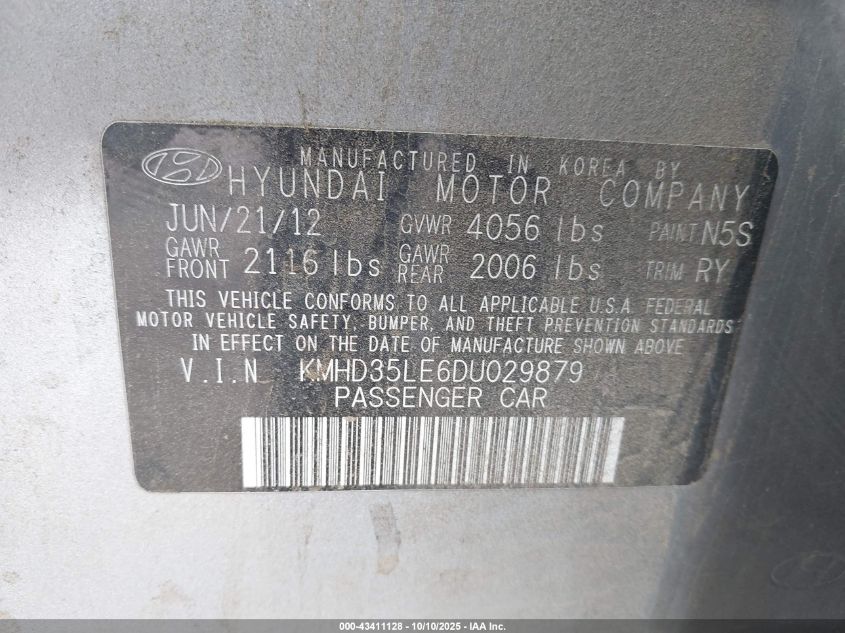 MANUFACTURED IN KOREA BY
HYUNDAI MOTOR COMPANY
JUN/21/12 GVWR 4056 lbs PAINT N5S
GAWR FRONT 2116 lbs GAWR REAR 2006 lbs TRIM RY
THIS VEHICLE CONFORMS TO ALL APPLICABLE U.S.A. FEDERAL
MOTOR VEHICLE SAFETY, BUMPER, AND THEFT PREVENTION STANDARDS
IN EFFECT ON THE DATE OF MANUFACTURE SHOWN ABOVE
V.I.N KMHD35LE6DU029879
PASSENGER CAR
000-43411128 - 10/10/2025 - IAA Inc.